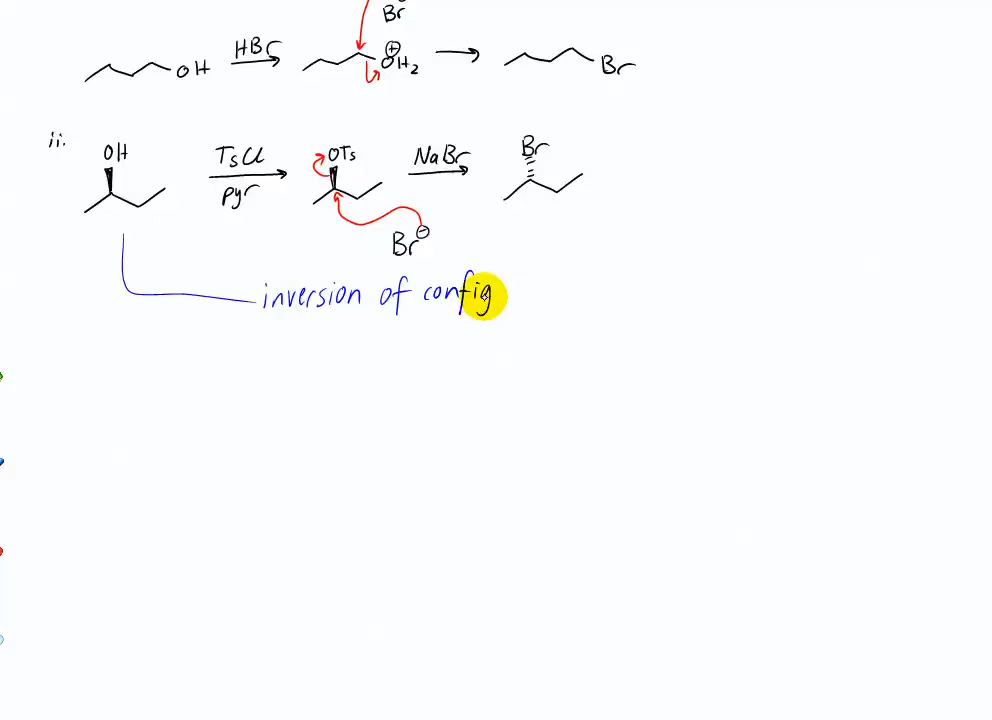 Br
HBr
OH
⊕
OH2
Br
ii.
OH
TsCl
pyr
OTs
NaBr
Br
Br⊖
inversion of config